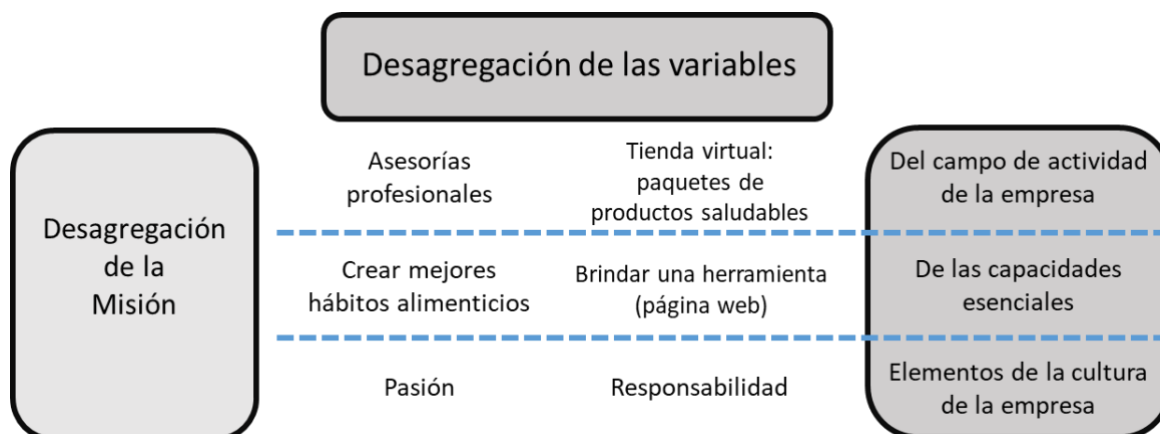 Desagregación de las variables
Desagregación
de la
Misión
Asesorías
profesionales
Tienda virtual:
paquetes de
productos saludables
Del campo de actividad
de la empresa
Crear mejores
hábitos alimenticios
Brindar una herramienta
(página web)
De las capacidades
esenciales
Pasión
Responsabilidad
Elementos de la cultura
de la empresa